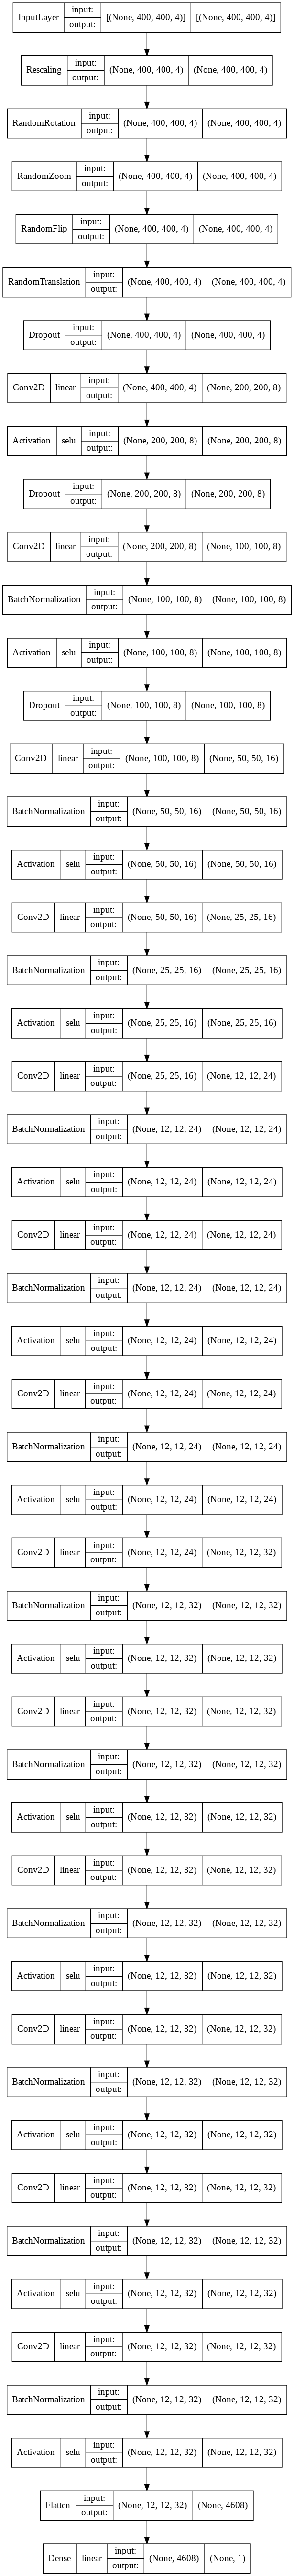 InputLayer input: [(None, 400, 400, 4)] [(None, 400, 400, 4)]
output:
Rescaling input: (None, 400, 400, 4) (None, 400, 400, 4)
output:
RandomRotation input: (None, 400, 400, 4) (None, 400, 400, 4)
output:
RandomZoom input: (None, 400, 400, 4) (None, 400, 400, 4)
output:
RandomFlip input: (None, 400, 400, 4) (None, 400, 400, 4)
output:
RandomTranslation input: (None, 400, 400, 4) (None, 400, 400, 4)
output:
Dropout input: (None, 400, 400, 4) (None, 400, 400, 4)
output:
Conv2D linear input: (None, 400, 400, 4) (None, 200, 200, 8)
output:
Activation selu input: (None, 200, 200, 8) (None, 200, 200, 8)
output:
Dropout input: (None, 200, 200, 8) (None, 200, 200, 8)
output:
Conv2D linear input: (None, 200, 200, 8) (None, 100, 100, 8)
output:
BatchNormalization input: (None, 100, 100, 8) (None, 100, 100, 8)
output:
Activation selu input: (None, 100, 100, 8) (None, 100, 100, 8)
output:
Dropout input: (None, 100, 100, 8) (None, 100, 100, 8)
output:
Conv2D linear input: (None, 100, 100, 8) (None, 50, 50, 16)
output:
BatchNormalization input: (None, 50, 50, 16) (None, 50, 50, 16)
output:
Activation selu input: (None, 50, 50, 16) (None, 50, 50, 16)
output:
Conv2D linear input: (None, 50, 50, 16) (None, 25, 25, 16)
output:
BatchNormalization input: (None, 25, 25, 16) (None, 25, 25, 16)
output:
Activation selu input: (None, 25, 25, 16) (None, 25, 25, 16)
output:
Conv2D linear input: (None, 25, 25, 16) (None, 12, 12, 24)
output:
BatchNormalization input: (None, 12, 12, 24) (None, 12, 12, 24)
output:
Activation selu input: (None, 12, 12, 24) (None, 12, 12, 24)
output:
Conv2D linear input: (None, 12, 12, 24) (None, 12, 12, 24)
output:
BatchNormalization input: (None, 12, 12, 24) (None, 12, 12, 24)
output:
Activation selu input: (None, 12, 12, 24) (None, 12, 12, 24)
output:
Conv2D linear input: (None, 12, 12, 24) (None, 12, 12, 24)
output:
BatchNormalization input: (None, 12, 12, 24) (None, 12, 12, 24)
output:
Activation selu input: (None, 12, 12, 24) (None, 12, 12, 24)
output:
Conv2D linear input: (None, 12, 12, 24) (None, 12, 12, 32)
output:
BatchNormalization input: (None, 12, 12, 32) (None, 12, 12, 32)
output:
Activation selu input: (None, 12, 12, 32) (None, 12, 12, 32)
output:
Conv2D linear input: (None, 12, 12, 32) (None, 12, 12, 32)
output:
BatchNormalization input: (None, 12, 12, 32) (None, 12, 12, 32)
output:
Activation selu input: (None, 12, 12, 32) (None, 12, 12, 32)
output:
Conv2D linear input: (None, 12, 12, 32) (None, 12, 12, 32)
output:
BatchNormalization input: (None, 12, 12, 32) (None, 12, 12, 32)
output:
Activation selu input: (None, 12, 12, 32) (None, 12, 12, 32)
output:
Conv2D linear input: (None, 12, 12, 32) (None, 12, 12, 32)
output:
BatchNormalization input: (None, 12, 12, 32) (None, 12, 12, 32)
output:
Activation selu input: (None, 12, 12, 32) (None, 12, 12, 32)
output:
Conv2D linear input: (None, 12, 12, 32) (None, 12, 12, 32)
output:
BatchNormalization input: (None, 12, 12, 32) (None, 12, 12, 32)
output:
Activation selu input: (None, 12, 12, 32) (None, 12, 12, 32)
output:
Conv2D linear input: (None, 12, 12, 32) (None, 12, 12, 32)
output:
BatchNormalization input: (None, 12, 12, 32) (None, 12, 12, 32)
output:
Activation selu input: (None, 12, 12, 32) (None, 12, 12, 32)
output:
Flatten input: (None, 12, 12, 32) (None, 4608)
output:
Dense linear input: (None, 4608) (None, 1)
output: